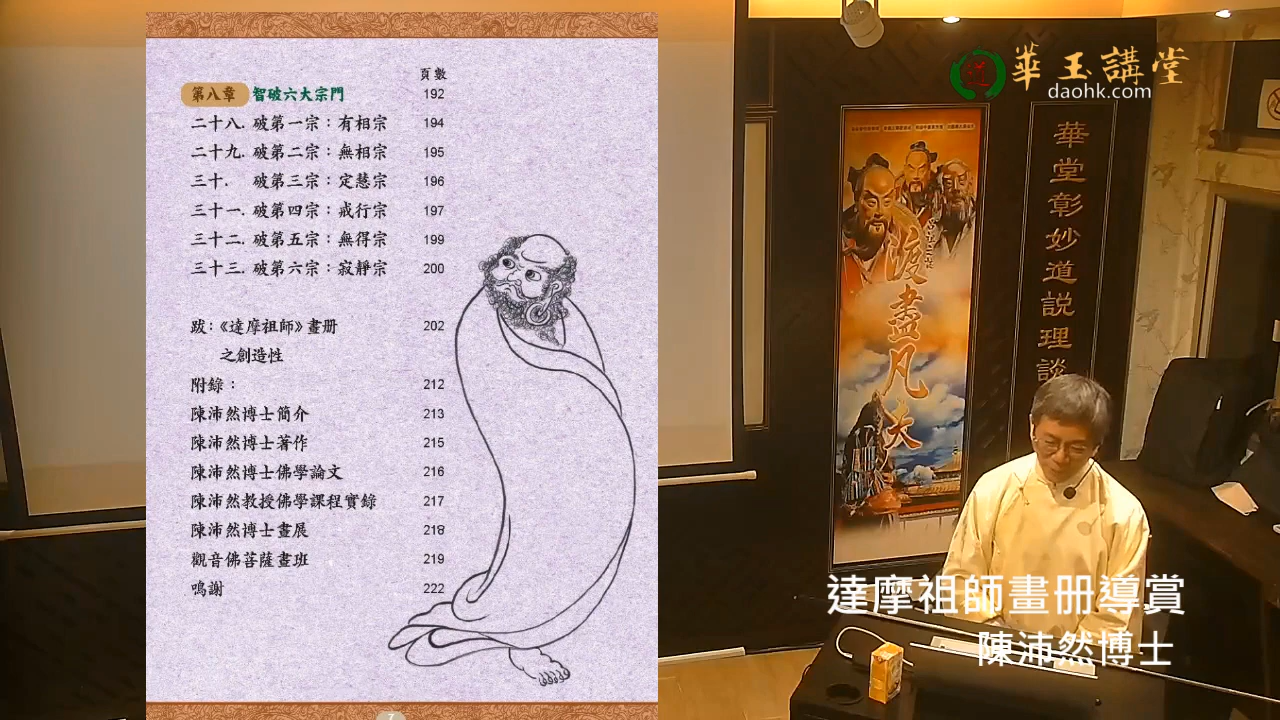 頁數
第八章 智破六大宗門 192
二十八. 破第一宗：有相宗 194
二十九. 破第二宗：無相宗 195
三十. 破第三宗：定慧宗 196
三十一. 破第四宗：戒行宗 197
三十二. 破第五宗：無得宗 199
三十三. 破第六宗：寂靜宗 200
跋：《達摩祖師》畫册 202
之創造性
附錄： 212
陳沛然博士簡介 213
陳沛然博士著作 215
陳沛然博士佛學論文 216
陳沛然教授佛學課程實錄 217
陳沛然博士畫展 218
觀音佛菩薩畫班 219
鳴謝 222
7
道 華玉講堂
daohk.com
渡盡凡夫
華堂彰妙道説理談
達摩祖師畫册導賞
陳沛然博士